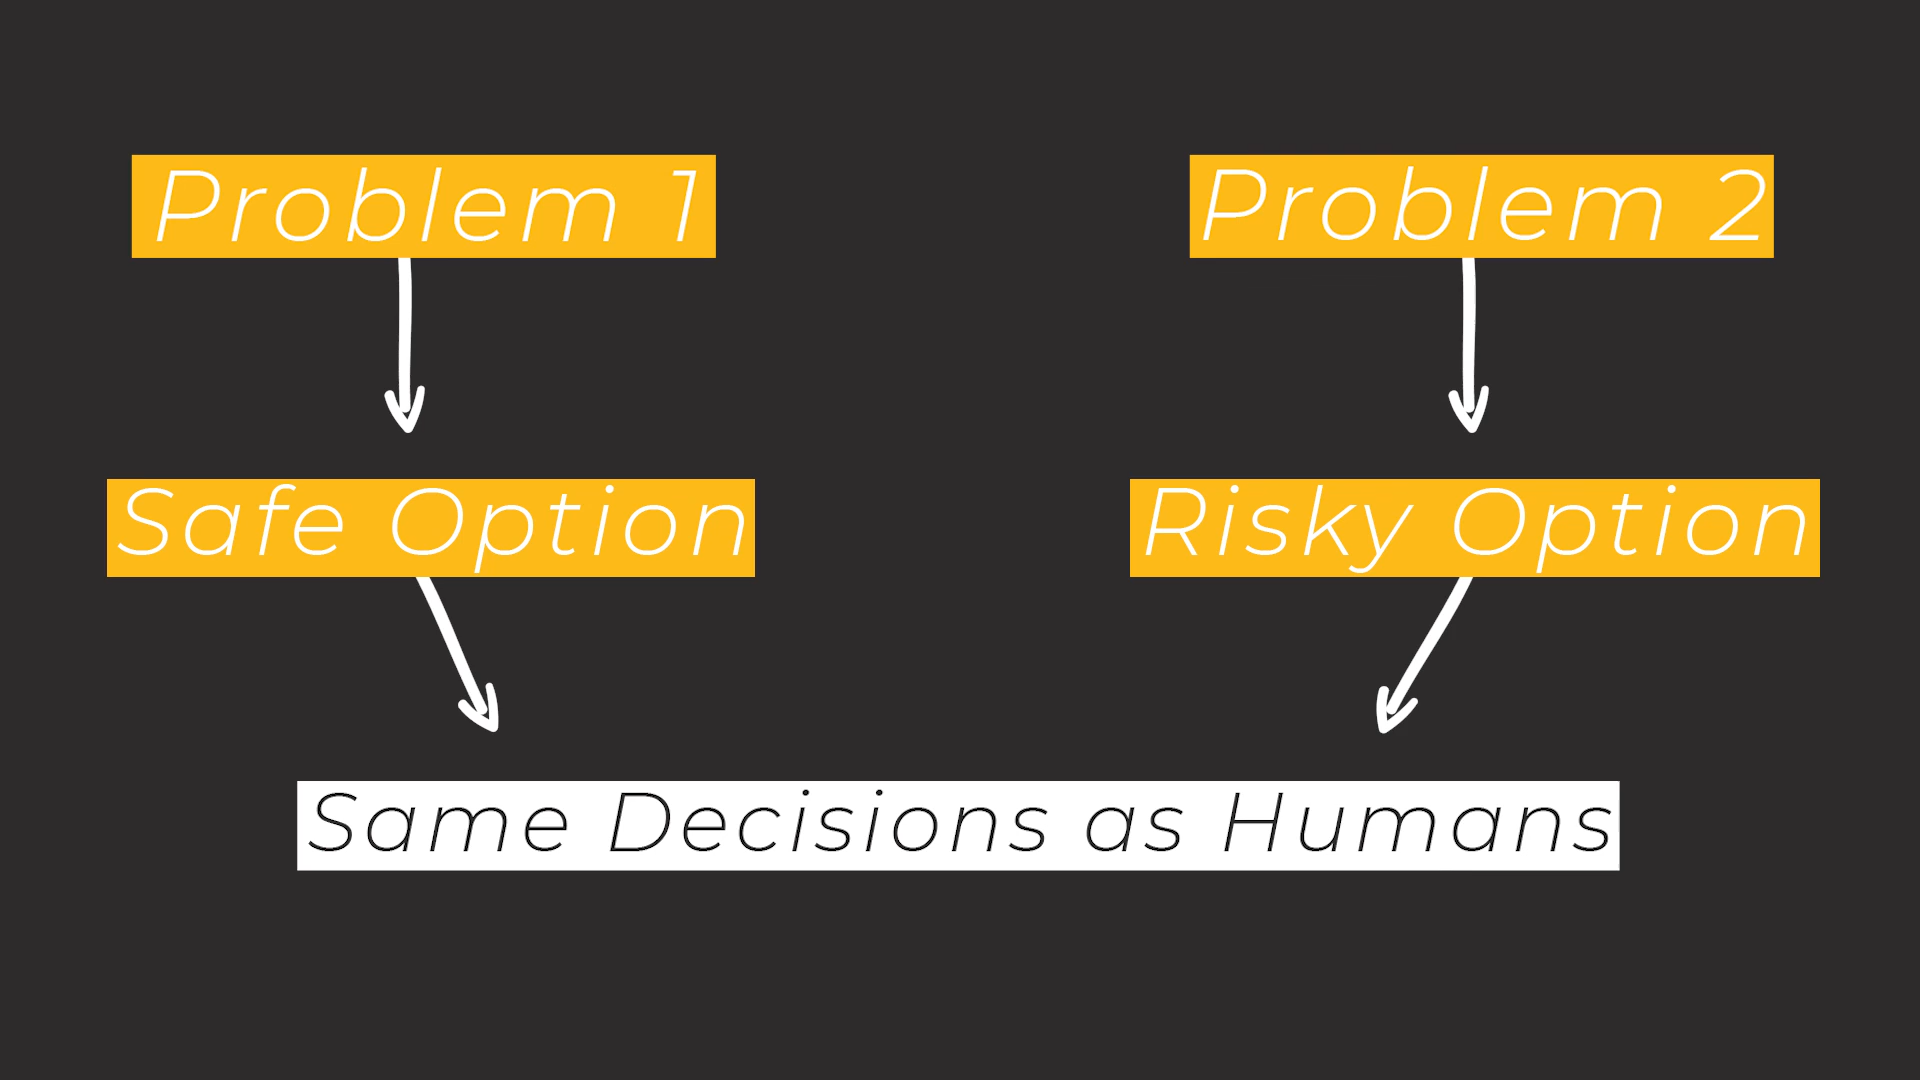 Problem 1
Problem 2
Safe Option
Risky Option
Same Decisions as Humans